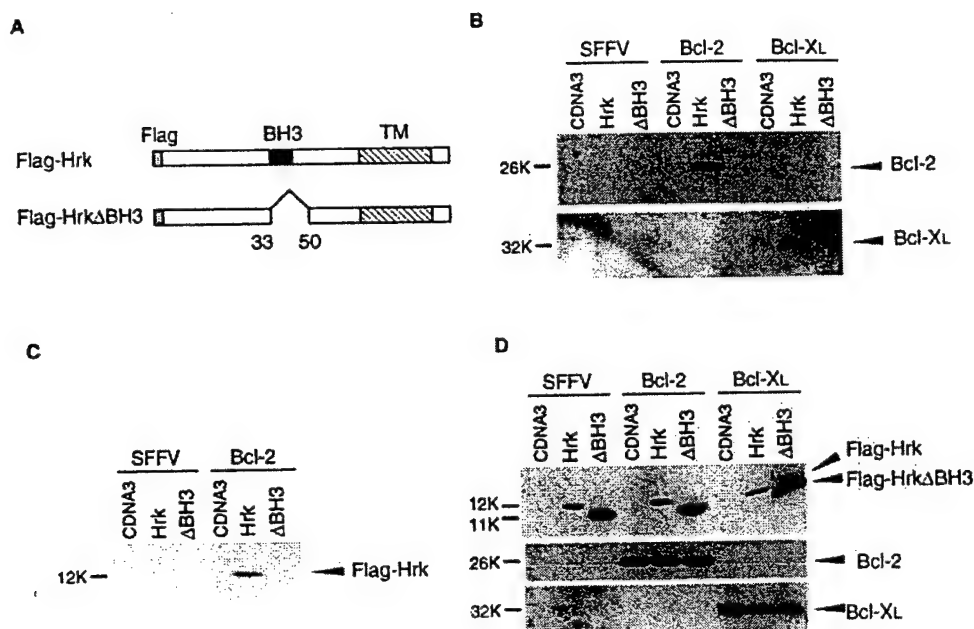 A
Flag BH3 TM
Flag-Hrk
Flag-HrkΔBH3
33 50
B
SFFV Bcl-2 Bcl-XL
CDNA3 Hrk ΔBH3 CDNA3 Hrk ΔBH3 CDNA3 Hrk ΔBH3
26K Bcl-2
32K Bcl-XL
C
SFFV Bcl-2
CDNA3 Hrk ΔBH3 CDNA3 Hrk ΔBH3
12K Flag-Hrk
D
SFFV Bcl-2 Bcl-XL
CDNA3 Hrk ΔBH3 CDNA3 Hrk ΔBH3 CDNA3 Hrk ΔBH3
Flag-Hrk
Flag-HrkΔBH3
12K
11K
26K Bcl-2
32K Bcl-XL